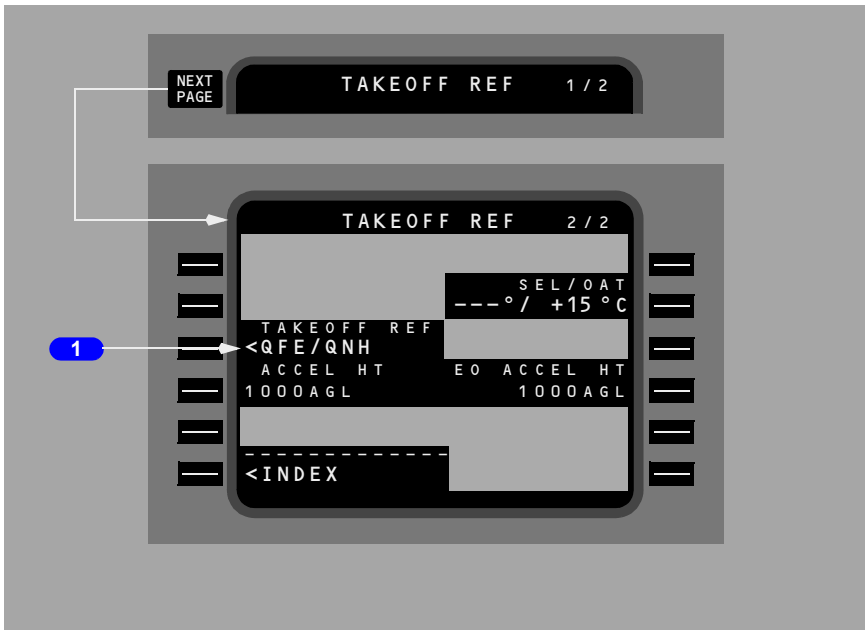 NEXT
PAGE
TAKEOFF REF 1/2
TAKEOFF REF 2/2
SEL/OAT
---°/ +15°C
TAKEOFF REF
1
<QFE/QNH
ACCEL HT EO ACCEL HT
1000AGL 1000AGL
-------------
<INDEX